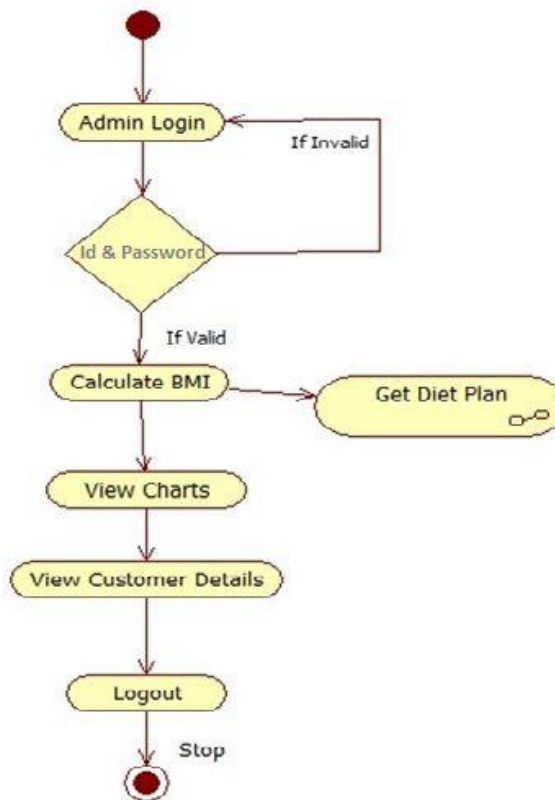 Admin Login
If Invalid
Id & Password
If Valid
Calculate BMI
Get Diet Plan
View Charts
View Customer Details
Logout
Stop